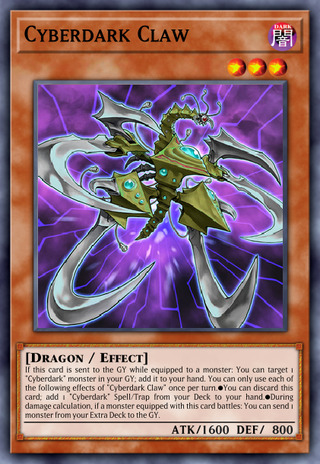 Cyberdark Claw
DARK
闇
[Dragon / Effect]
If this card is sent to the GY while equipped to a monster: You can target 1
"Cyberdark" monster in your GY; add it to your hand. You can only use each of
the following effects of "Cyberdark Claw" once per turn.●You can discard this
card; add 1 "Cyberdark" Spell/Trap from your Deck to your hand.●During
damage calculation, if a monster equipped with this card battles: You can send 1
monster from your Extra Deck to the GY.
ATK/1600 DEF/ 800